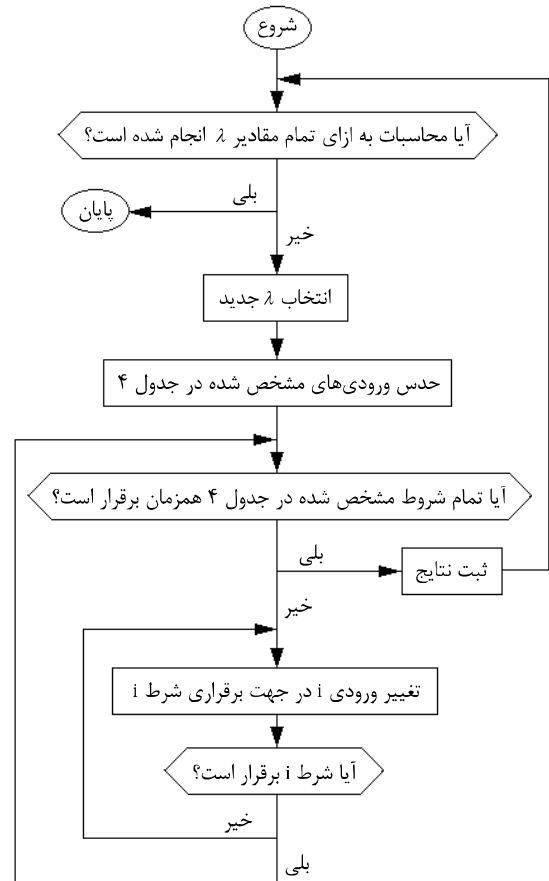 شروع
آیا محاسبات به ازای تمام مقادیر λ انجام شده است؟
بلی
پایان
خیر
انتخاب λ جدید
حدس ورودی‌های مشخص شده در جدول ۴
آیا تمام شروط مشخص شده در جدول ۴ همزمان برقرار است؟
بلی
ثبت نتایج
خیر
تغییر ورودی i در جهت برقراری شرط i
آیا شرط i برقرار است؟
خیر
بلی